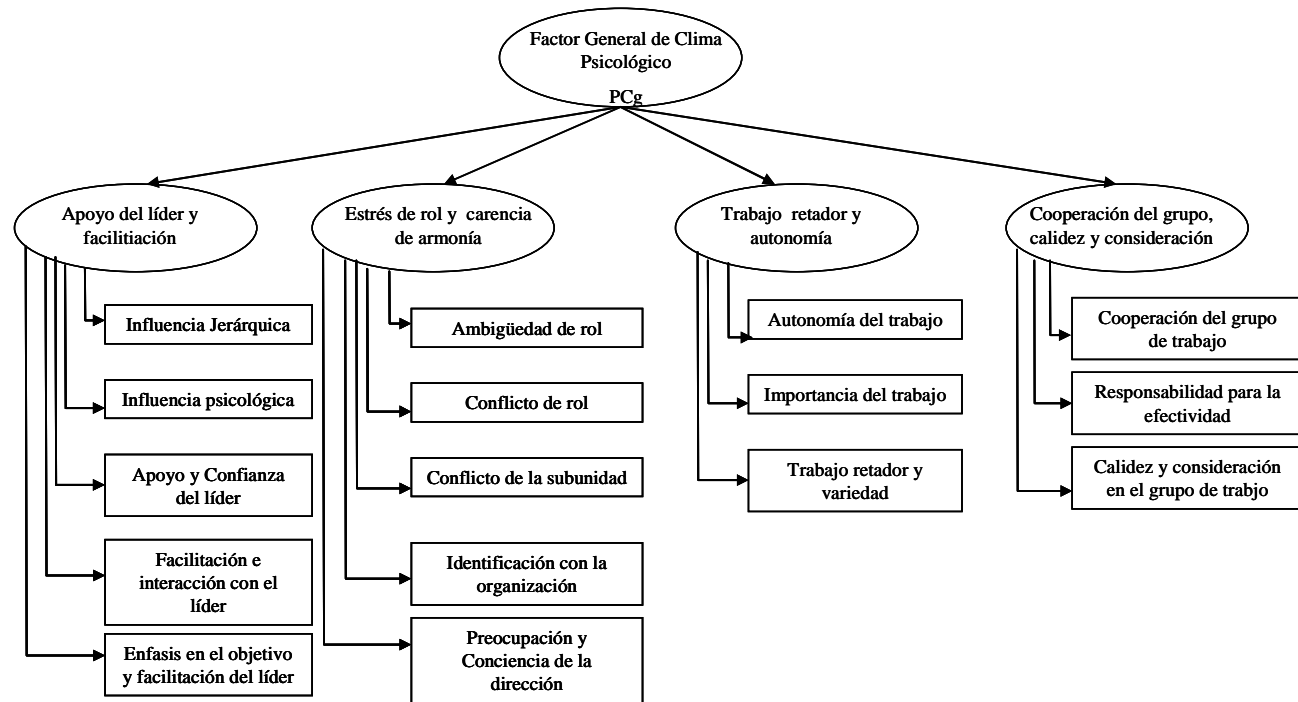 Factor General de Clima
Psicológico
PCg
Apoyo del líder y
facilitiación
Estrés de rol y carencia
de armonía
Trabajo retador y
autonomía
Cooperación del grupo,
calidez y consideración
Influencia Jerárquica
Influencia psicológica
Apoyo y Confianza
del líder
Facilitación e
interacción con el
líder
Enfasis en el objetivo
y facilitación del líder
Ambigüedad de rol
Conflicto de rol
Conflicto de la subunidad
Identificación con la
organización
Preocupación y
Conciencia de la
dirección
Autonomía del trabajo
Importancia del trabajo
Trabajo retador y
variedad
Cooperación del grupo
de trabajo
Responsabilidad para la
efectividad
Calidez y consideración
en el grupo de trabjo